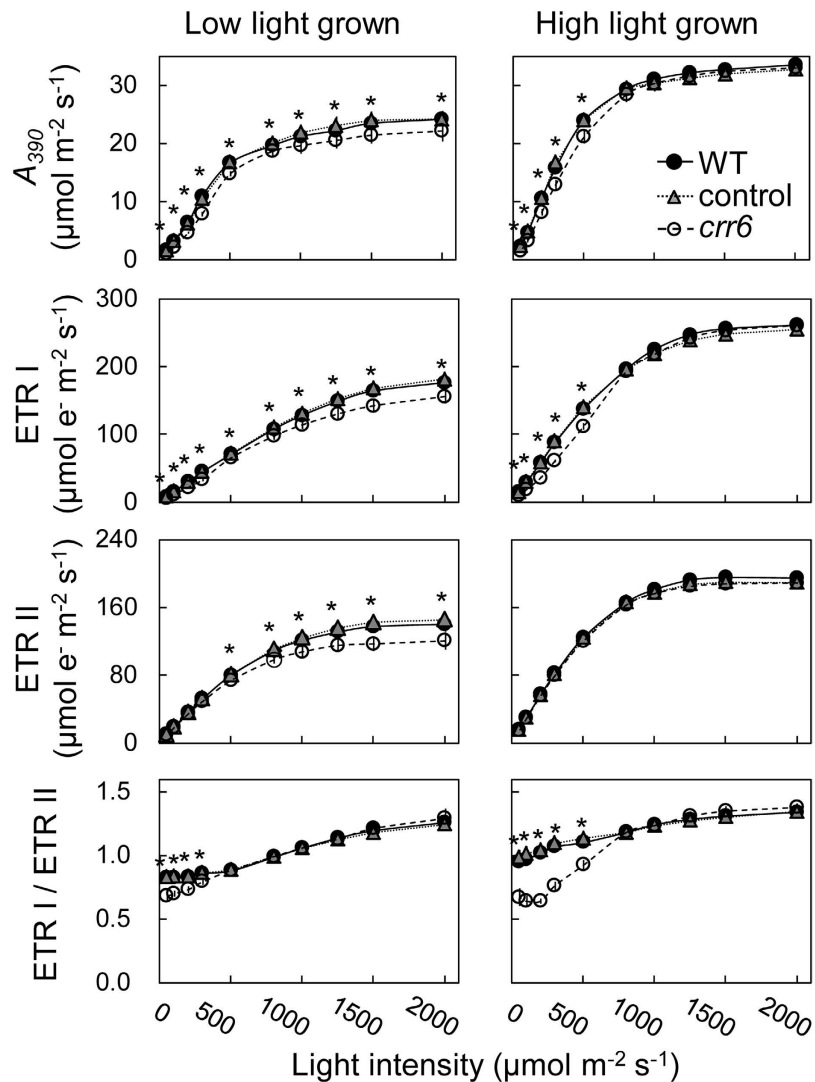 Low light grown
High light grown
A390
(µmol m-2 s-1)
30
20
10
0
* * * * * * * * * *
* * * * *
WT
control
crr6
ETR I
(µmol e- m-2 s-1)
300
200
100
0
* * * * * * * * * *
* * * * *
ETR II
(µmol e- m-2 s-1)
240
160
80
0
* * * * * *
ETR I / ETR II
1.5
1.0
0.5
0.0
* * * *
* * * * *
0 500 1000 1500 2000
0 500 1000 1500 2000
Light intensity (µmol m-2 s-1)